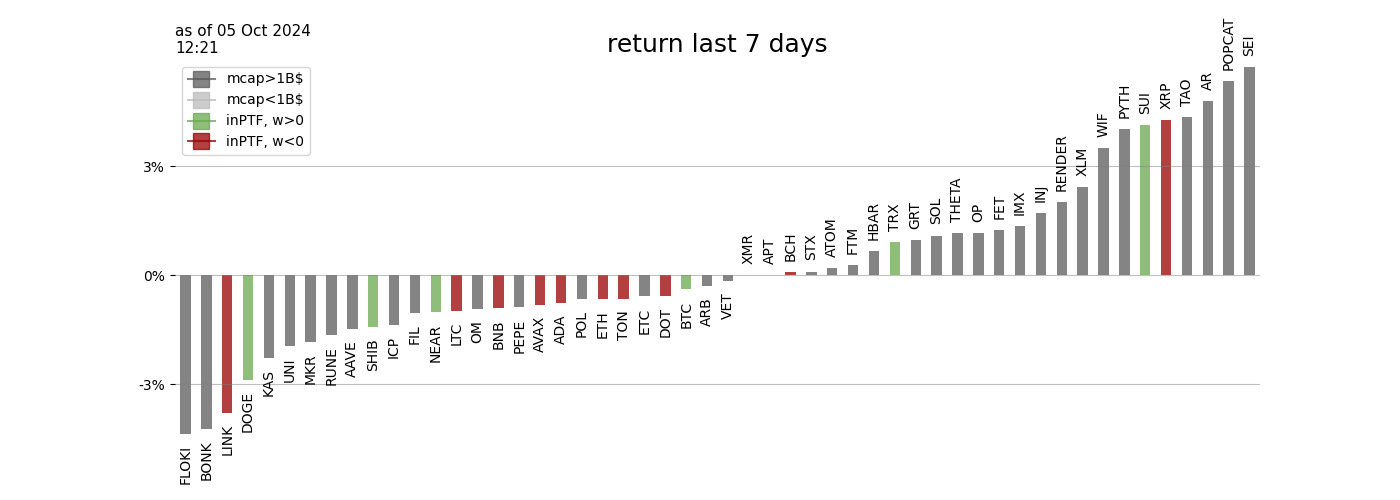 as of 05 Oct 2024
12:21
return last 7 days
mcap>1B$
mcap<1B$
inPTF, w>0
inPTF, w<0
3%
0%
-3%
FLOKI
BONK
LINK
DOGE
KAS
UNI
MKR
RUNE
AAVE
SHIB
ICP
FIL
NEAR
LTC
OM
BNB
PEPE
AVAX
ADA
POL
ETH
TON
ETC
DOT
BTC
ARB
VET
XMR
APT
BCH
STX
ATOM
FTM
HBAR
TRX
GRT
SOL
THETA
OP
FET
IMX
INJ
RENDER
XLM
WIF
PYTH
SUI
XRP
TAO
AR
POPCAT
SEI